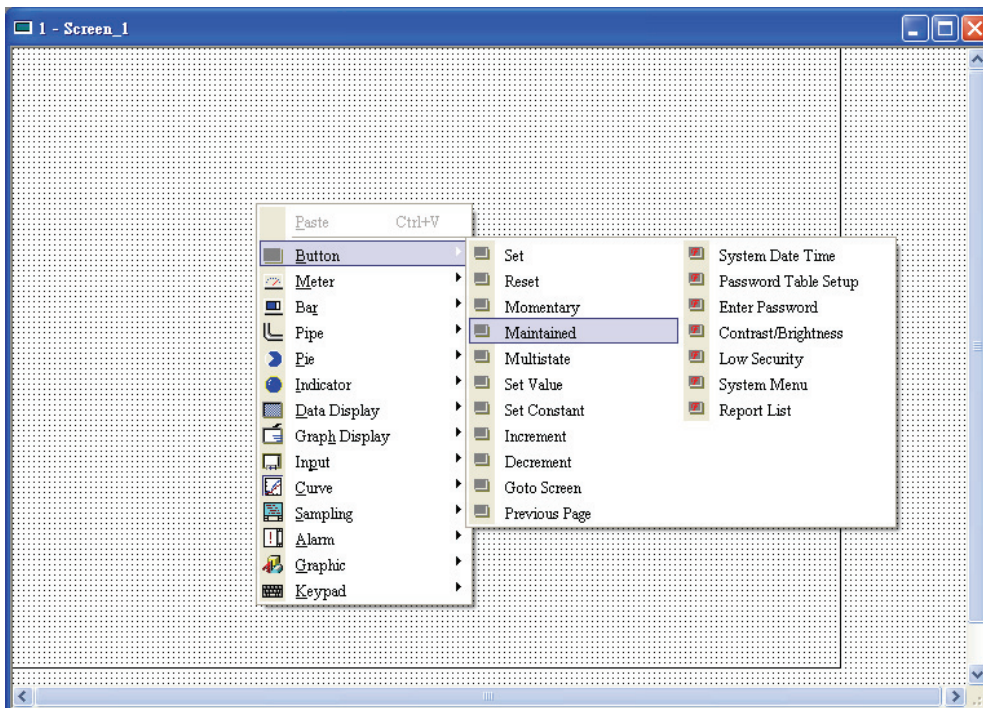 1 - Screen_1
Paste Ctrl+V
Button
Meter
Bar
Pipe
Pie
Indicator
Data Display
Graph Display
Input
Curve
Sampling
Alarm
Graphic
Keypad
Set
Reset
Momentary
Maintained
Multistate
Set Value
Set Constant
Increment
Decrement
Goto Screen
Previous Page
System Date Time
Password Table Setup
Enter Password
Contrast/Brightness
Low Security
System Menu
Report List